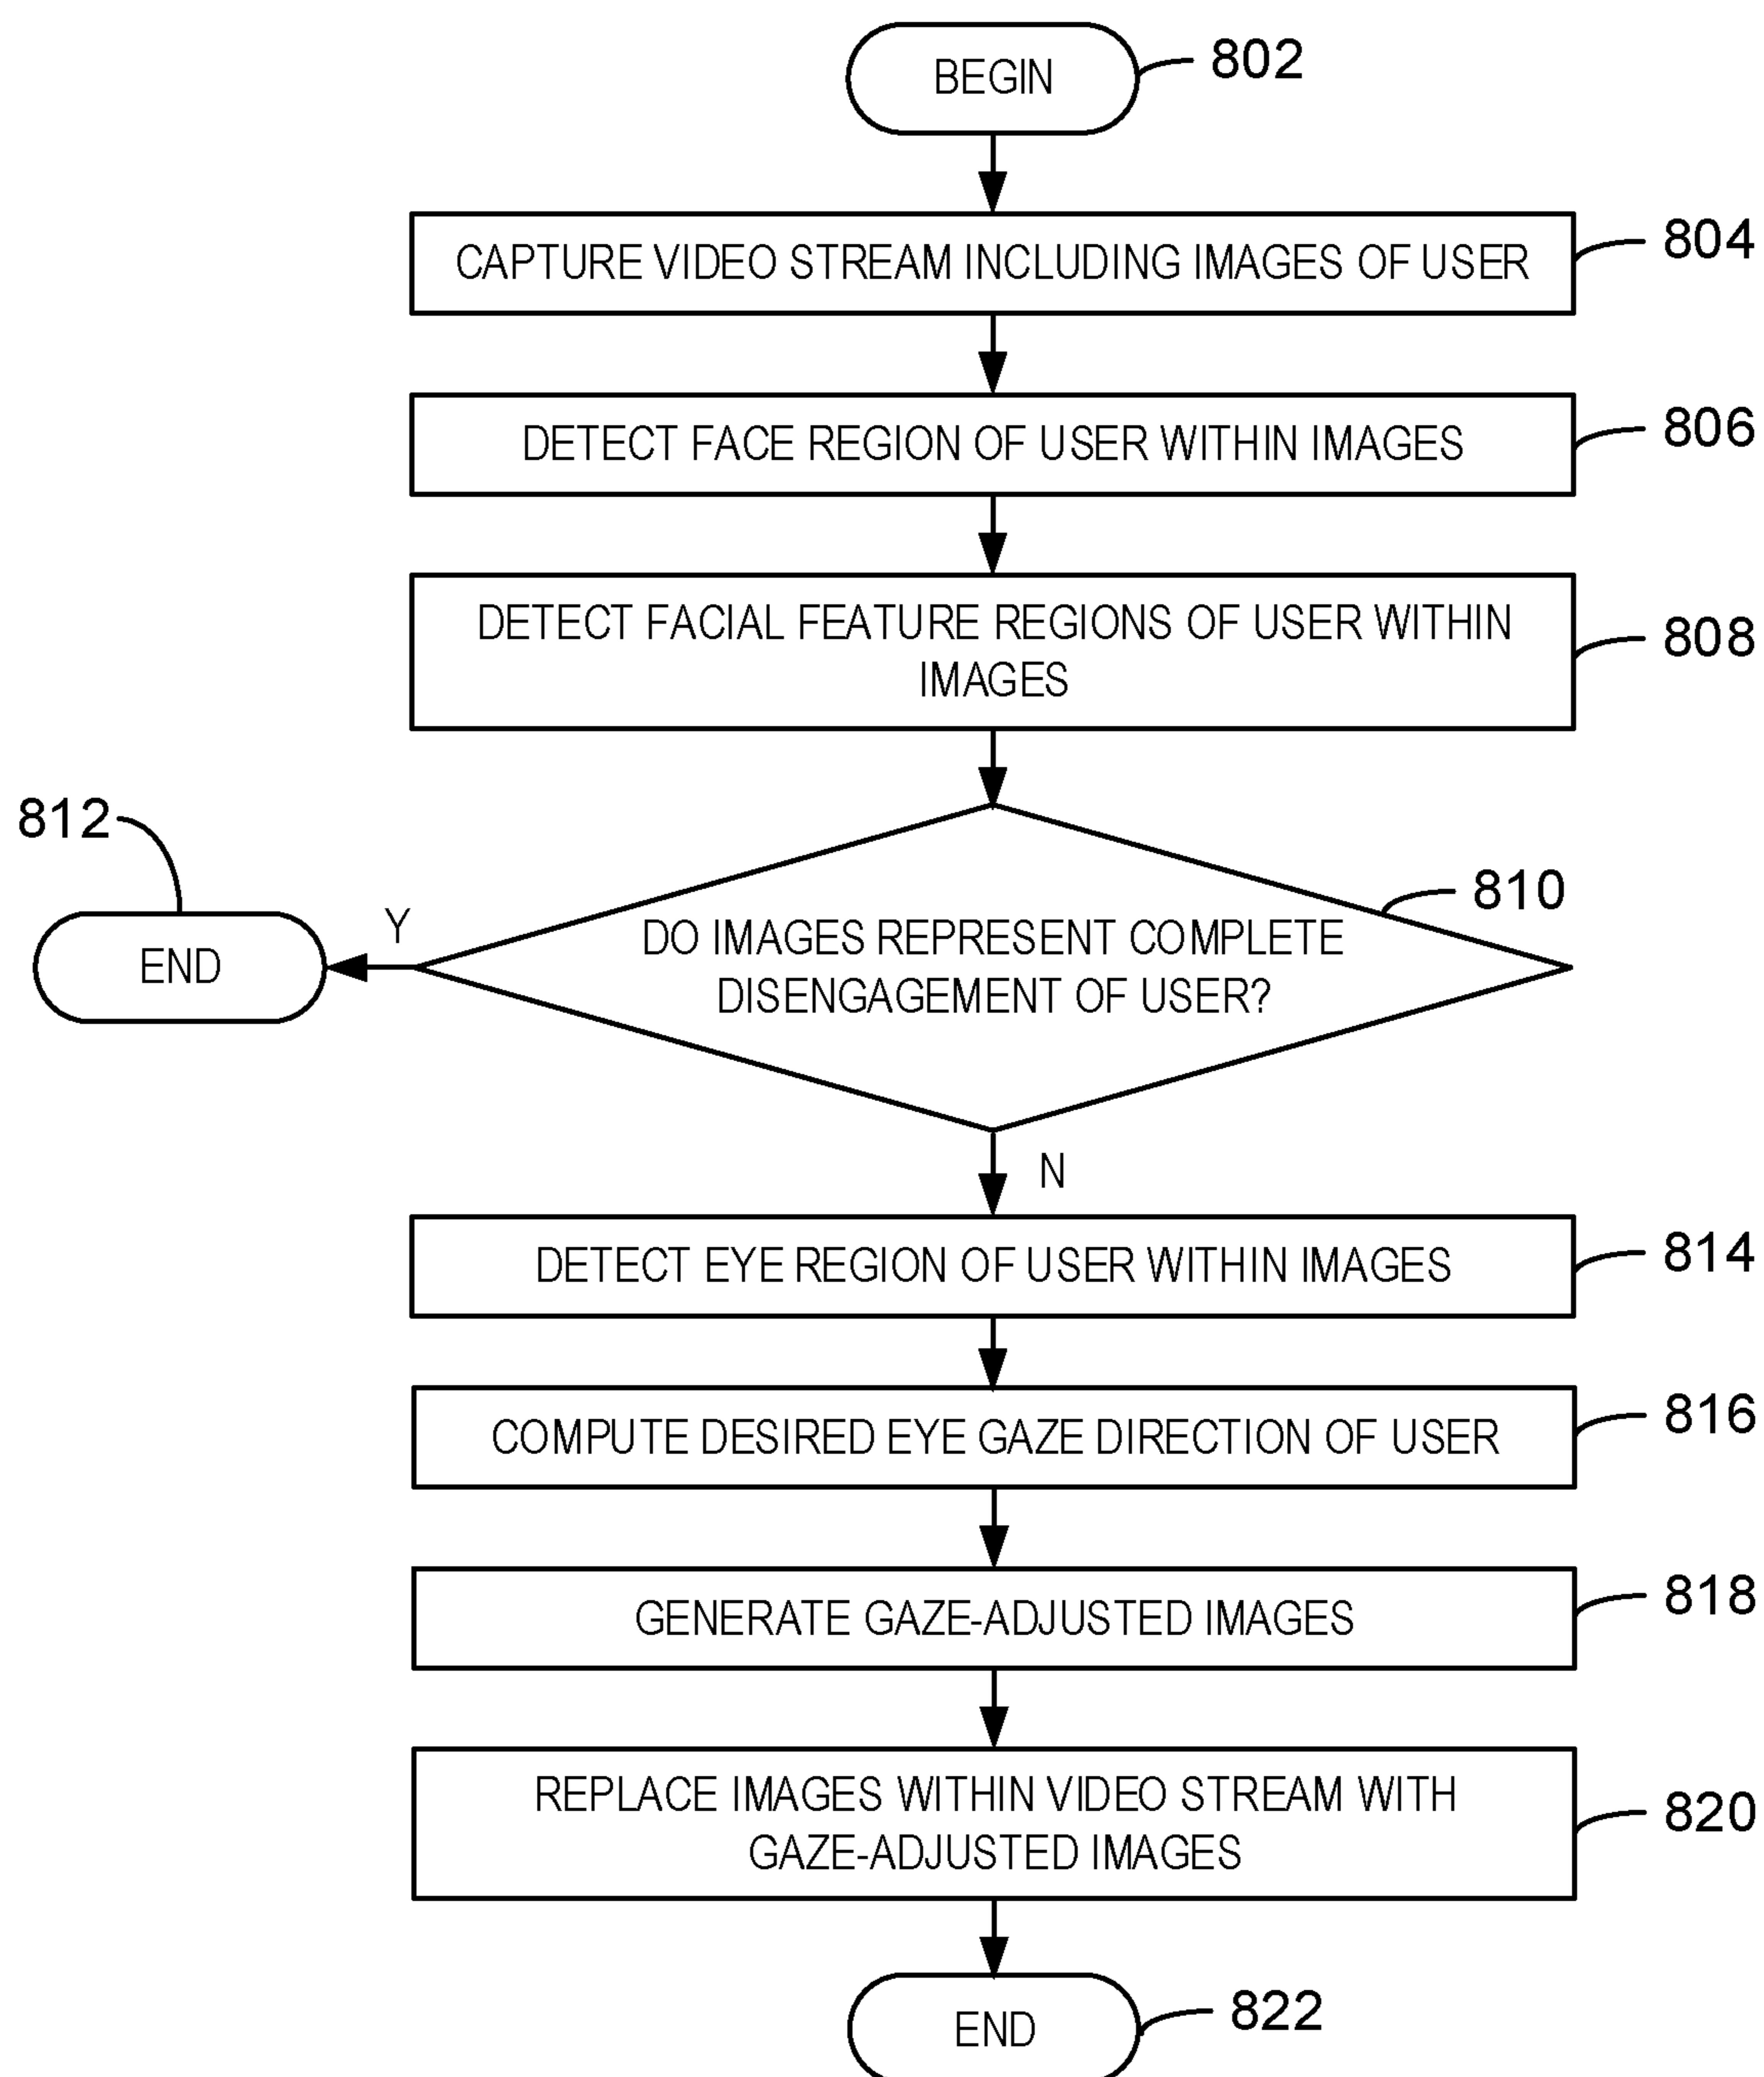 BEGIN
802
CAPTURE VIDEO STREAM INCLUDING IMAGES OF USER
804
DETECT FACE REGION OF USER WITHIN IMAGES
806
DETECT FACIAL FEATURE REGIONS OF USER WITHIN
IMAGES
808
812
END
Y
810
DO IMAGES REPRESENT COMPLETE
DISENGAGEMENT OF USER?
N
DETECT EYE REGION OF USER WITHIN IMAGES
814
COMPUTE DESIRED EYE GAZE DIRECTION OF USER
816
GENERATE GAZE-ADJUSTED IMAGES
818
REPLACE IMAGES WITHIN VIDEO STREAM WITH
GAZE-ADJUSTED IMAGES
820
END
822